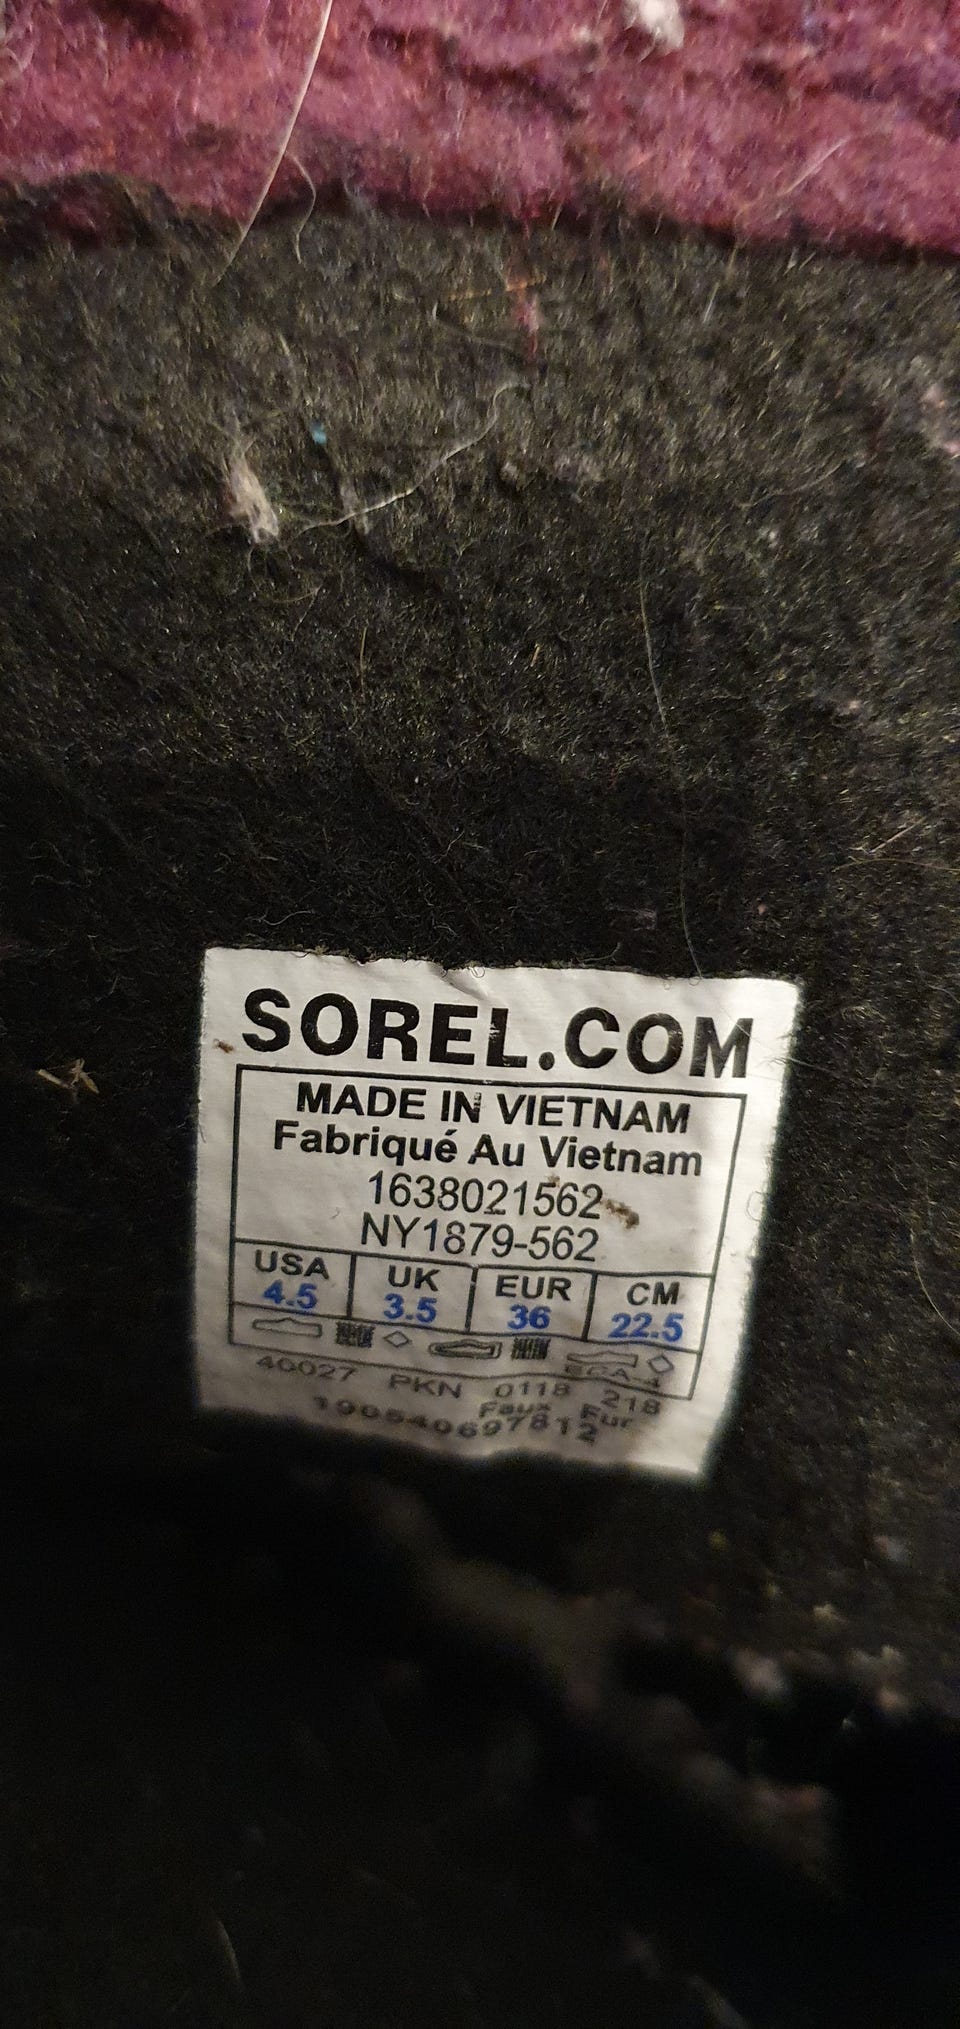 SOREL.COM
MADE IN VIETNAM
Fabriqué Au Vietnam
1638021562
NY1879-562
USA UK EUR CM
4.5 3.5 36 22.5
40027 PKN 0118 218
Faux Fur
190540697812